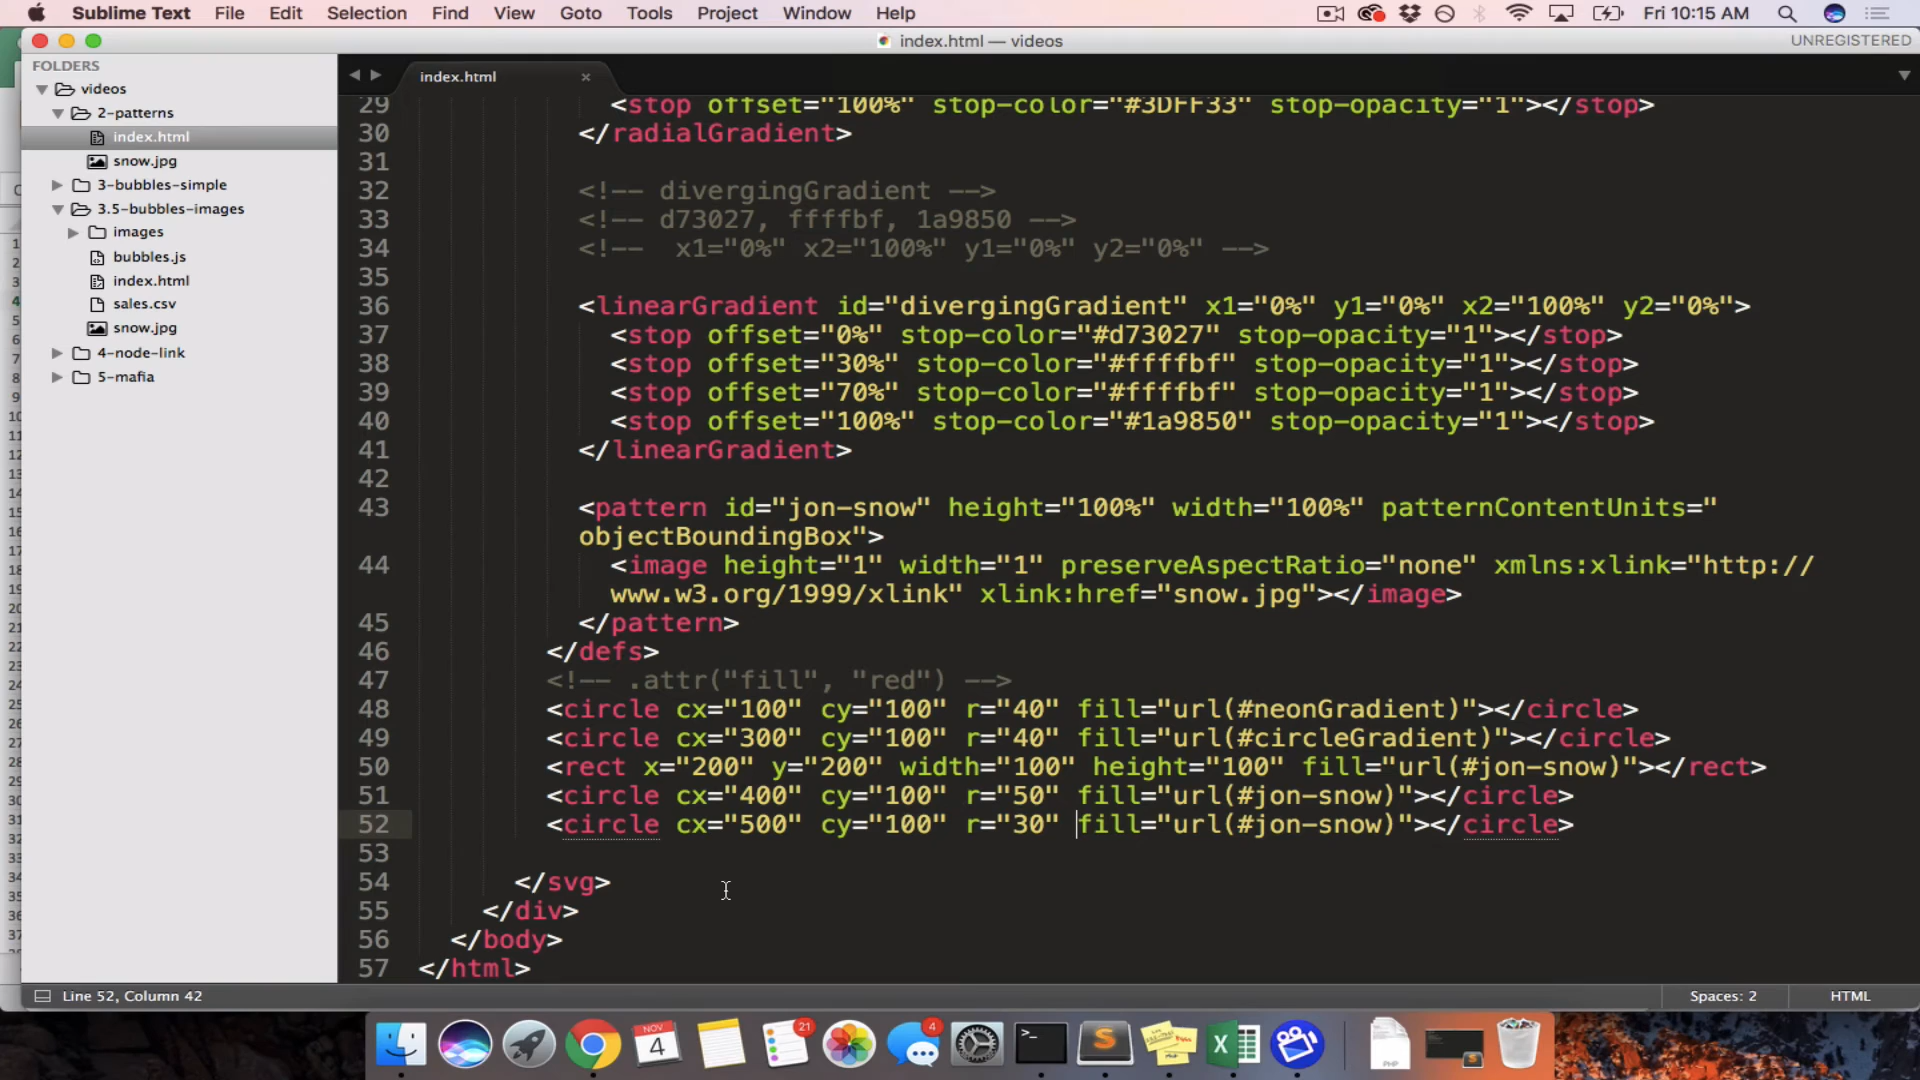 Sublime Text File Edit Selection Find View Goto Tools Project Window Help Fri 10:15 AM
index.html — videos UNREGISTERED
FOLDERS
videos
2-patterns
index.html
snow.jpg
3-bubbles-simple
3.5-bubbles-images
images
bubbles.js
index.html
sales.csv
snow.jpg
4-node-link
5-mafia
index.html
29 <stop offset="100%" stop-color="#3DFF33" stop-opacity="1"></stop>
30 </radialGradient>
31
32 <!-- divergingGradient -->
33 <!-- d73027, ffffbf, 1a9850 -->
34 <!--  x1="0%" x2="100%" y1="0%" y2="0%" -->
35
36 <linearGradient id="divergingGradient" x1="0%" y1="0%" x2="100%" y2="0%">
37 <stop offset="0%" stop-color="#d73027" stop-opacity="1"></stop>
38 <stop offset="30%" stop-color="#ffffbf" stop-opacity="1"></stop>
39 <stop offset="70%" stop-color="#ffffbf" stop-opacity="1"></stop>
40 <stop offset="100%" stop-color="#1a9850" stop-opacity="1"></stop>
41 </linearGradient>
42
43 <pattern id="jon-snow" height="100%" width="100%" patternContentUnits="
objectBoundingBox">
44 <image height="1" width="1" preserveAspectRatio="none" xmlns:xlink="http://
www.w3.org/1999/xlink" xlink:href="snow.jpg"></image>
45 </pattern>
46 </defs>
47 <!-- .attr("fill", "red") -->
48 <circle cx="100" cy="100" r="40" fill="url(#neonGradient)"></circle>
49 <circle cx="300" cy="100" r="40" fill="url(#circleGradient)"></circle>
50 <rect x="200" y="200" width="100" height="100" fill="url(#jon-snow)"></rect>
51 <circle cx="400" cy="100" r="50" fill="url(#jon-snow)"></circle>
52 <circle cx="500" cy="100" r="30" fill="url(#jon-snow)"></circle>
53
54 </svg>
55 </div>
56 </body>
57 </html>
Line 52, Column 42 Spaces: 2 HTML
NOV
4
21
4